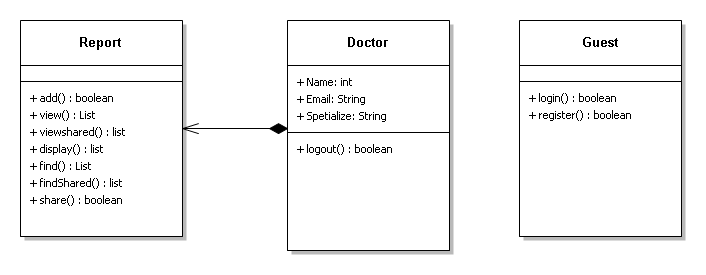 Report
+ add() : boolean
+ view() : List
+ viewshared() : list
+ display() : list
+ find() : List
+ findShared() : list
+ share() : boolean
Doctor
+ Name: int
+ Email: String
+ Spetialize: String
+ logout() : boolean
Guest
+ login() : boolean
+ register() : boolean